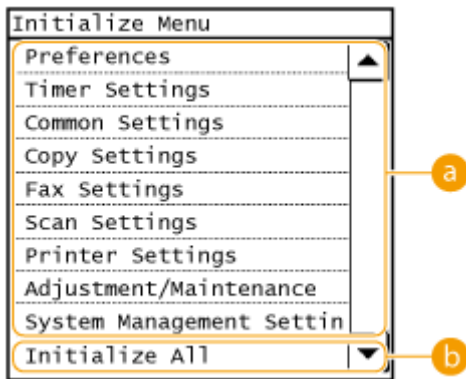 Initialize Menu
Preferences
Timer Settings
Common Settings
Copy Settings
Fax Settings
Scan Settings
Printer Settings
Adjustment/Maintenance
System Management Settin
Initialize All
a
b